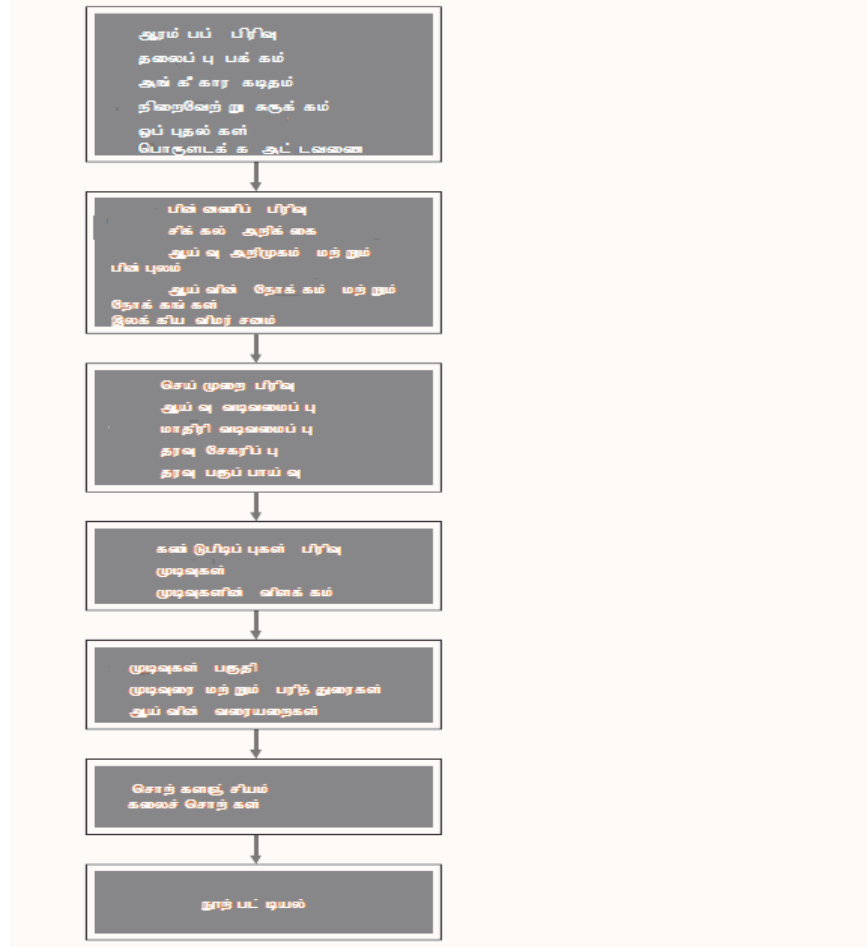 ஆரம்பப் பிரிவு
தலைப்பு பக்கம்
அங்கீகார கடிதம்
நிறைவேற்று சுருக்கம்
ஒப்புதல்கள்
பொருளடக்க அட்டவணை
பின்னணிப் பிரிவு
சிக்கல் அறிக்கை
ஆய்வு அறிமுகம் மற்றும்
பின்புலம்
ஆய்வின் நோக்கம் மற்றும்
நோக்கங்கள்
இலக்கிய விமர்சனம்
செய்முறை பிரிவு
ஆய்வு வடிவமைப்பு
மாதிரி வடிவமைப்பு
தரவு சேகரிப்பு
தரவு பகுப்பாய்வு
கண்டுபிடிப்புகள் பிரிவு
முடிவுகள்
முடிவுகளின் விளக்கம்
முடிவுகள் பகுதி
முடிவுரை மற்றும் பரிந்துரைகள்
ஆய்வின் வரையறைகள்
சொற்களஞ்சியம்
கலைச்சொற்கள்
நூற்பட்டியல்